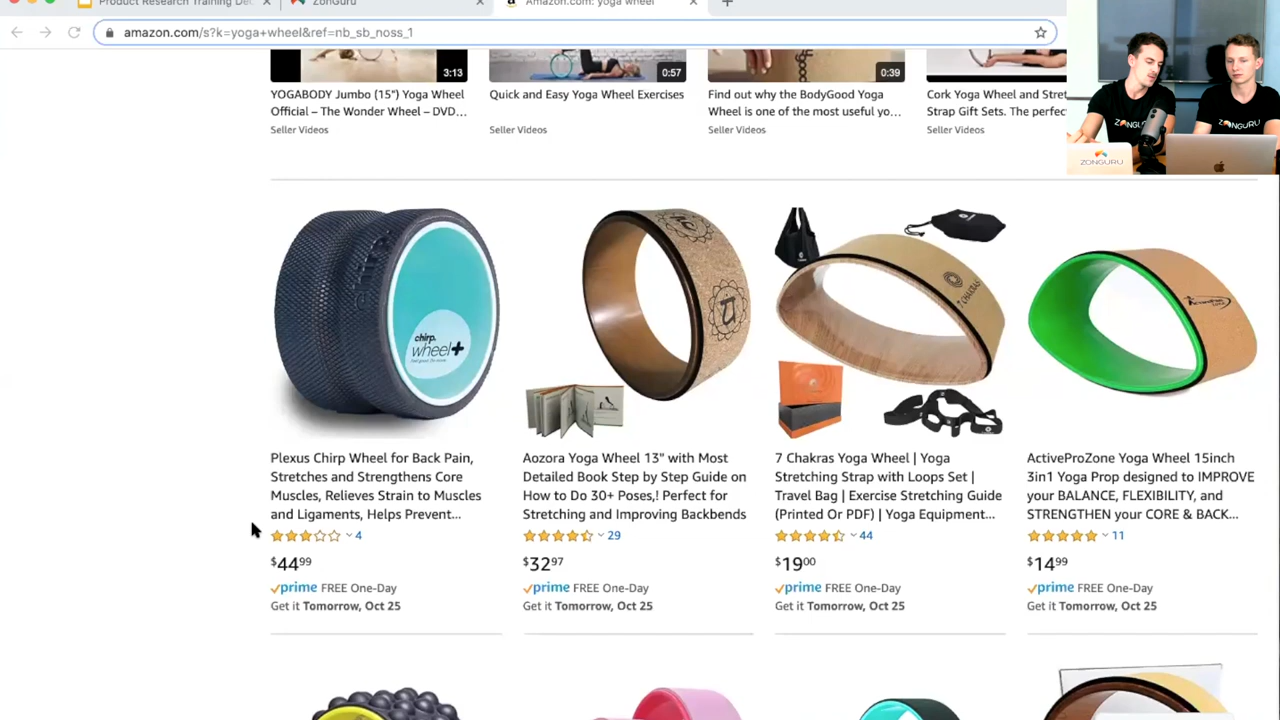 Product Research Training De
ZonGuru
Amazon.com: yoga wheel
amazon.com/s?k=yoga+wheel&ref=nb_sb_noss_1
3:13
0:57
0:39
YOGABODY Jumbo (15") Yoga Wheel
Official – The Wonder Wheel – DVD…
Seller Videos
Quick and Easy Yoga Wheel Exercises
Seller Videos
Find out why the BodyGood Yoga
Wheel is one of the most useful yo…
Seller Videos
Cork Yoga Wheel and Stret
Strap Gift Sets. The perfec
Seller Videos
ZONGURU
ZONGURU
ZONGURU
chirp.
wheel+
7 CHAKRAS
Plexus Chirp Wheel for Back Pain,
Stretches and Strengthens Core
Muscles, Relieves Strain to Muscles
and Ligaments, Helps Prevent…
4
$44.99
prime FREE One-Day
Get it Tomorrow, Oct 25
Aozora Yoga Wheel 13" with Most
Detailed Book Step by Step Guide on
How to Do 30+ Poses,! Perfect for
Stretching and Improving Backbends
29
$32.97
prime FREE One-Day
Get it Tomorrow, Oct 25
7 Chakras Yoga Wheel | Yoga
Stretching Strap with Loops Set |
Travel Bag | Exercise Stretching Guide
(Printed Or PDF) | Yoga Equipment…
44
$19.00
prime FREE One-Day
Get it Tomorrow, Oct 25
ActiveProZone Yoga Wheel 15inch
3in1 Yoga Prop designed to IMPROVE
your BALANCE, FLEXIBILITY, and
STRENGTHEN your CORE & BACK…
11
$14.99
prime FREE One-Day
Get it Tomorrow, Oct 25